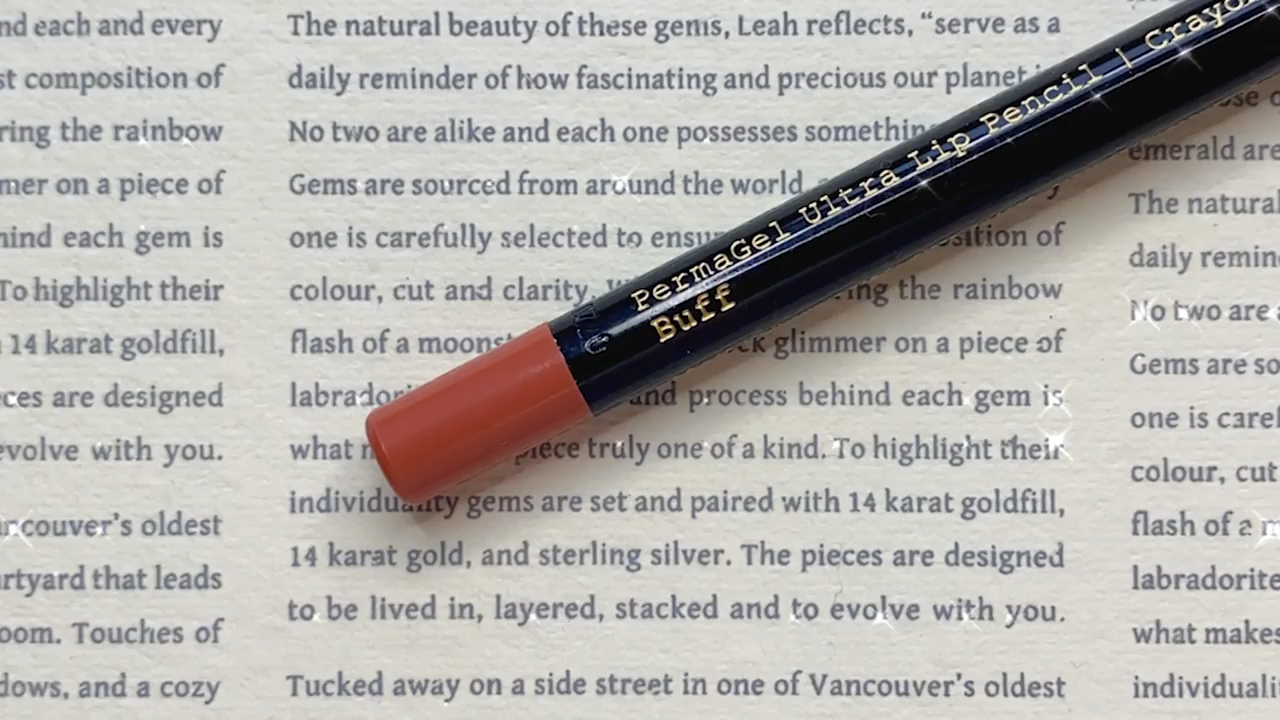 nd each and every
st composition of
ring the rainbow
mer on a piece of
hind each gem is
To highlight their
14 karat goldfill,
ces are designed
evolve with you.
ncouver's oldest
rtyard that leads
oom. Touches of
dows, and a cozy
The natural beauty of these gems, Leah reflects, “serve as a
daily reminder of how fascinating and precious our planet
No two are alike and each one possesses something
Gems are sourced from around the world
one is carefully selected to ensu sition of
colour, cut and clarity. ing the rainbow
flash of a moons ck glimmer on a piece of
labrador and process behind each gem is
what piece truly one of a kind. To highlight their
individuality gems are set and paired with 14 karat goldfill,
14 karat gold, and sterling silver. The pieces are designed
to be lived in, layered, stacked and to evolve with you.
Tucked away on a side street in one of Vancouver's oldest
PermaGel Ultra Lip Pencil | Crayo
Buff
emerald are
The natural
daily remin
No two are
Gems are so
one is carel
colour, cut
flash of a m
labradorite
what makes
individuali